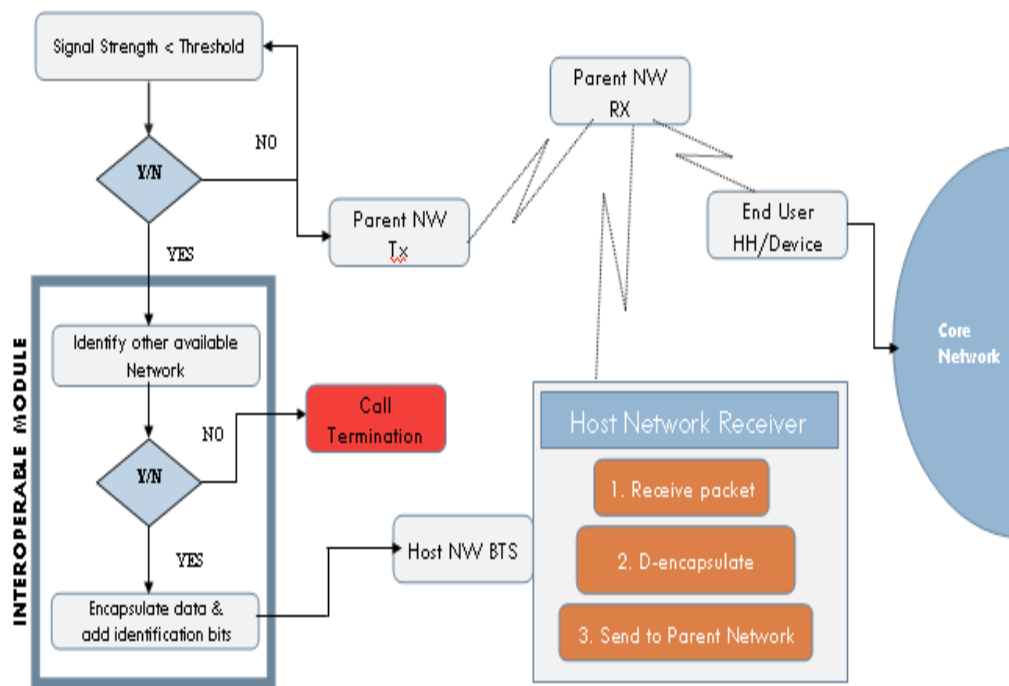 Signal Strength < Threshold
Y/N
NO
YES
Parent NW
Tx
Parent NW
RX
End User
HH/Device
Core
Network
INTEROPERABLE MODULE
Identify other available
Network
Y/N
NO
YES
Call
Termination
Encapsulate data &
add identification bits
Host NW BTS
Host Network Receiver
1. Receive packet
2. D-encapsulate
3. Send to Parent Network